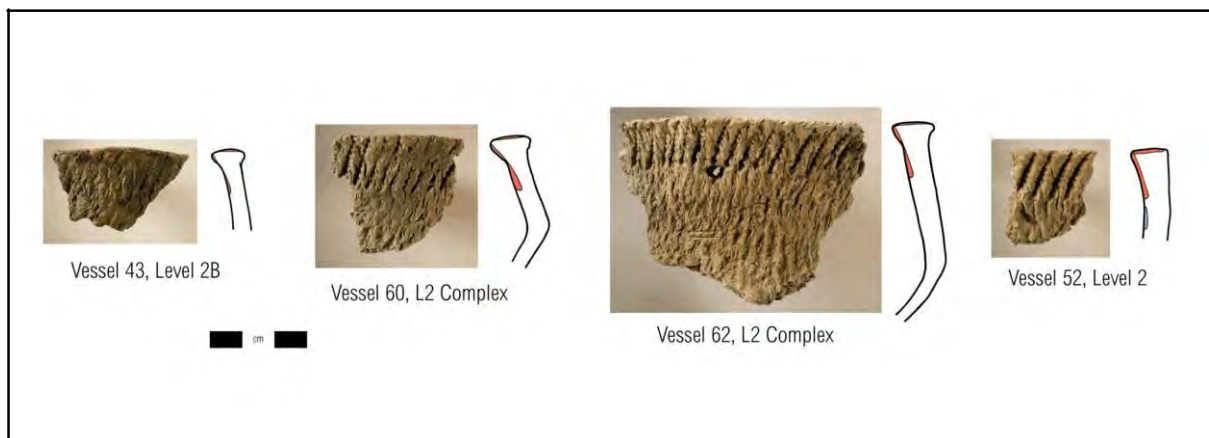 Vessel 43, Level 2B
Vessel 60, L2 Complex
Vessel 62, L2 Complex
Vessel 52, Level 2
cm